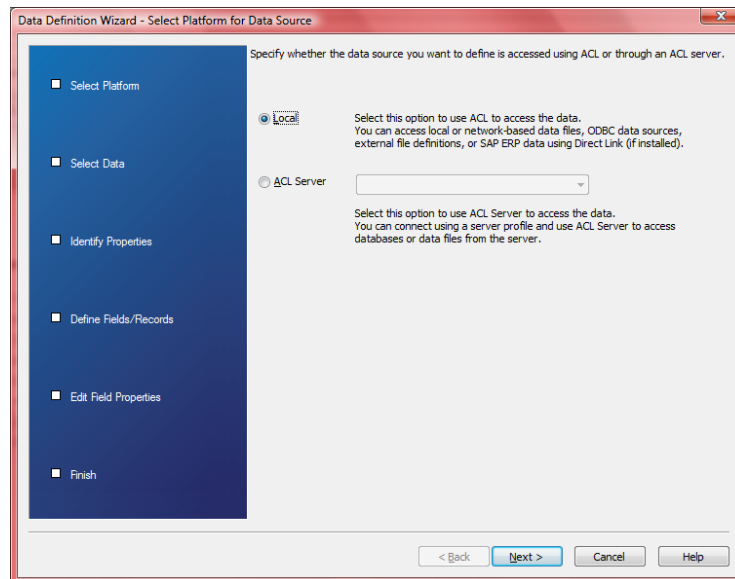 Data Definition Wizard - Select Platform for Data Source
Specify whether the data source you want to define is accessed using ACL or through an ACL server.
Select Platform
Select Data
Identify Properties
Define Fields/Records
Edit Field Properties
Finish
Local
Select this option to use ACL to access the data.
You can access local or network-based data files, ODBC data sources,
external file definitions, or SAP ERP data using Direct Link (if installed).
ACL Server
Select this option to use ACL Server to access the data.
You can connect using a server profile and use ACL Server to access
databases or data files from the server.
< Back
Next >
Cancel
Help